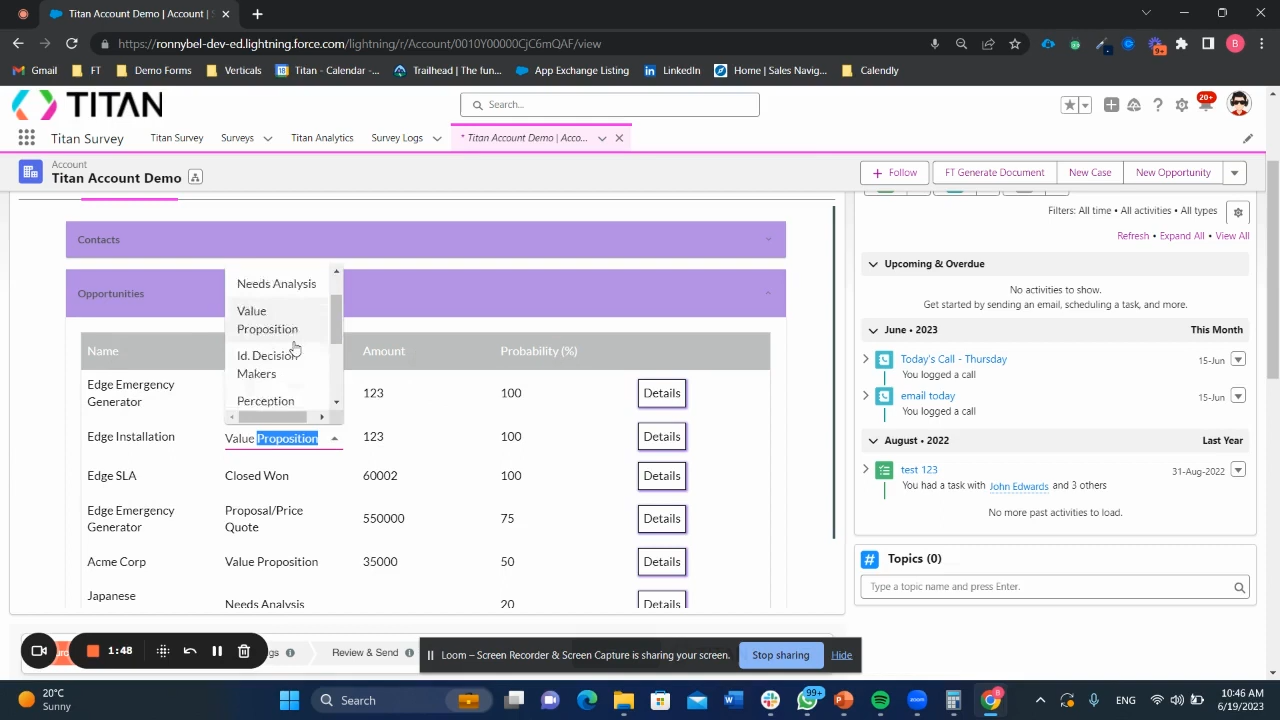 Titan Account Demo | Account | S
https://ronnybel-dev-ed.lightning.force.com/lightning/r/Account/0010Y00000CjC6mQAF/view
9+
B
Gmail
FT
Demo Forms
Verticals
Titan - Calendar -...
Trailhead | The fun...
App Exchange Listing
LinkedIn
Home | Sales Navig...
Calendly
TITAN
Search...
20+
Titan Survey
Titan Survey
Surveys
Titan Analytics
Survey Logs
* Titan Account Demo | Acco...
Account
Titan Account Demo
Follow
FT Generate Document
New Case
New Opportunity
Contacts
Opportunities
Needs Analysis
Value
Proposition
Id. Decision
Makers
Perception
Name
Amount
Probability (%)
Edge Emergency
Generator
123
100
Details
Edge Installation
Value Proposition
123
100
Details
Edge SLA
Closed Won
60002
100
Details
Edge Emergency
Generator
Proposal/Price
Quote
550000
75
Details
Acme Corp
Value Proposition
35000
50
Details
Japanese
Needs Analysis
20
Details
Filters: All time • All activities • All types
Refresh • Expand All • View All
Upcoming & Overdue
No activities to show.
Get started by sending an email, scheduling a task, and more.
June • 2023
This Month
Today's Call - Thursday
15-Jun
You logged a call
email today
15-Jun
You logged a call
August • 2022
Last Year
test 123
31-Aug-2022
You had a task with John Edwards and 3 others
No more past activities to load.
Topics (0)
Type a topic name and press Enter.
1:48
Review & Send
Loom – Screen Recorder & Screen Capture is sharing your screen.
Stop sharing
Hide
20°C
Sunny
Search
99+
ENG
10:46 AM
6/19/2023